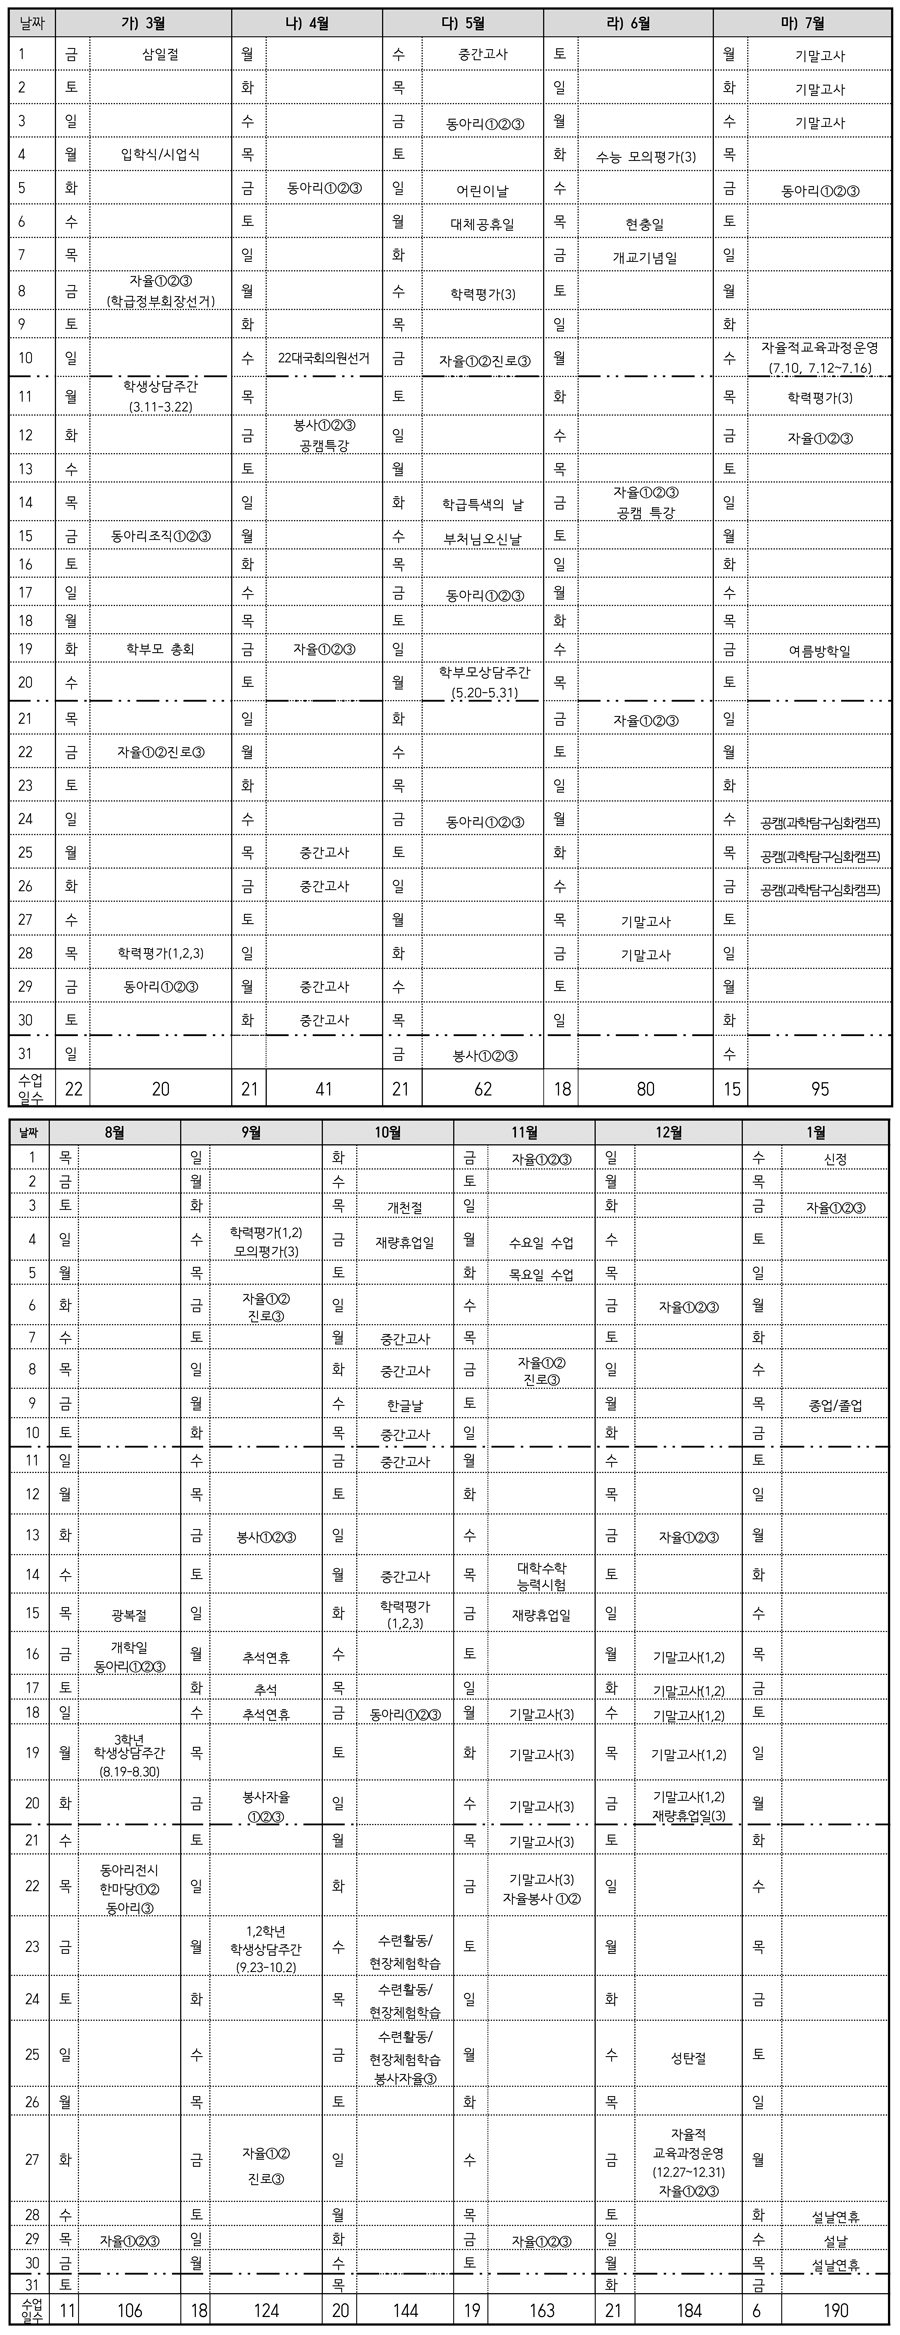 날짜 가) 3월 나) 4월 다) 5월 라) 6월 마) 7월
1 금 삼일절 월 수 중간고사 토 월 기말고사
2 토 화 목 일 화 기말고사
3 일 수 금 동아리①②③ 월 수 기말고사
4 월 입학식/시업식 목 토 화 수능 모의평가(3) 목
5 화 금 동아리①②③ 일 어린이날 수 금 동아리①②③
6 수 토 월 대체공휴일 목 현충일 토
7 목 일 화 금 개교기념일 일
자율①②③
8 금 월 수 학력평가(3) 토 월
(학급정부회장선거)
9 토 화 목 일 화
자율적교육과정운영
10 일 수 22대국회의원선거 금 자율①②진로③ 월 수
(7.10, 7.12~7.16)
학생상담주간
11 월 목 토 화 목 학력평가(3)
(3.11-3.22)
봉사①②③
12 화 금 일 수 금 자율①②③
공캠특강
13 수 토 월 목 토
자율①②③
14 목 일 화 학급특색의 날 금 일
공캠 특강
15 금 동아리조직①②③ 월 수 부처님오신날 토 월
16 토 화 목 일 화
17 일 수 금 동아리①②③ 월 수
18 월 목 토 화 목
19 화 학부모 총회 금 자율①②③ 일 수 금 여름방학일
학부모상담주간
20 수 토 월 목 토
(5.20-5.31)
21 목 일 화 금 자율①②③ 일
22 금 자율①②진로③ 월 수 토 월
23 토 화 목 일 화
24 일 수 금 동아리①②③ 월 수 공캠(과학탐구심화캠프)
25 월 목 중간고사 토 화 목 공캠(과학탐구심화캠프)
26 화 금 중간고사 일 수 금 공캠(과학탐구심화캠프)
27 수 토 월 목 기말고사 토
28 목 학력평가(1,2,3) 일 화 금 기말고사 일
29 금 동아리①②③ 월 중간고사 수 토 월
30 토 화 중간고사 목 일 화
31 일 금 봉사①②③ 수
수업
일수 22 20 21 41 21 62 18 80 15 95
날짜 8월 9월 10월 11월 12월 1월
1 목 일 화 금 자율①②③ 일 수 신정
2 금 월 수 토 월 목
3 토 화 목 개천절 일 화 금 자율①②③
학력평가(1,2)
4 일 수 금 재량휴업일 월 수요일 수업 수 토
모의평가(3)
5 월 목 토 화 목요일 수업 목 일
자율①②
6 화 금 일 수 금 자율①②③ 월
진로③
7 수 토 월 중간고사 목 토 화
자율①②
8 목 일 화 중간고사 금 일 수
진로③
9 금 월 수 한글날 토 월 목 종업/졸업
10 토 화 목 중간고사 일 화 금
11 일 수 금 중간고사 월 수 토
12 월 목 토 화 목 일
13 화 금 봉사①②③ 일 수 금 자율①②③ 월
대학수학
14 수 토 월 중간고사 목 토 화
능력시험
학력평가
15 목 광복절 일 화 금 재량휴업일 일 수
(1,2,3)
개학일
16 금 월 추석연휴 수 토 월 기말고사(1,2) 목
동아리①②③
17 토 화 추석 목 일 화 기말고사(1,2) 금
18 일 수 추석연휴 금 동아리①②③ 월 기말고사(3) 수 기말고사(1,2) 토
3학년
19 월 학생상담주간 목 토 화 기말고사(3) 목 기말고사(1,2) 일
(8.19-8.30)
봉사자율 기말고사(1,2)
20 화 금 일 수 기말고사(3) 금 월
①②③ 재량휴업일(3)
21 수 토 월 목 기말고사(3) 토 화
동아리전시 기말고사(3)
22 목 한마당①② 일 화 금 일 수
동아리③ 자율봉사 ①②
1,2학년 수련활동/
23 금 월 학생상담주간 수 토 월 목
(9.23-10.2) 현장체험학습
수련활동/
24 토 화 목 일 화 금
현장체험학습
수련활동/
25 일 수 금 현장체험학습 월 수 성탄절 토
봉사자율③
26 월 목 토 화 목 일
자율적
자율①② 교육과정운영
27 화 금 일 수 금 월
진로③ (12.27~12.31)
자율①②③
28 수 토 월 목 토 화 설날연휴
29 목 자율①②③ 일 화 금 자율①②③ 일 수 설날
30 금 월 수 토 월 목 설날연휴
31 토 목 화 금
수업
일수 11 106 18 124 20 144 19 163 21 184 6 190